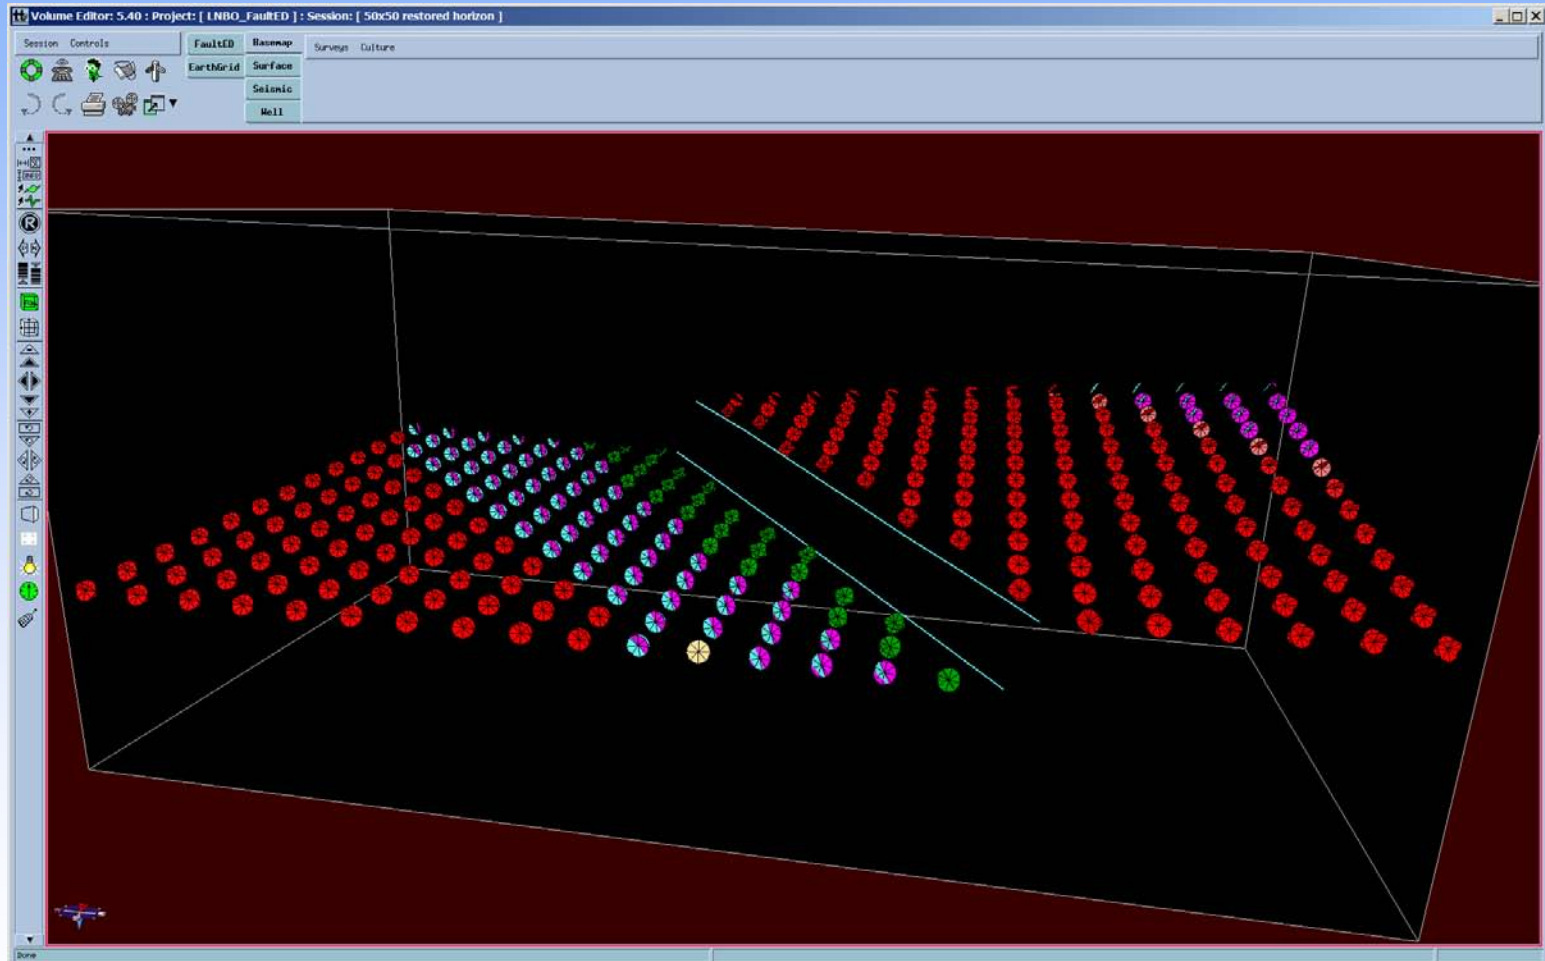 Volume Editor: 5.40 : Project: [ LNBO_FaultED ] : Session: [ 50x50 restored horizon ]
Session Controls
FaultED Basemap
Surveys Culture
EarthGrid Surface
Seismic
Well
R
Done